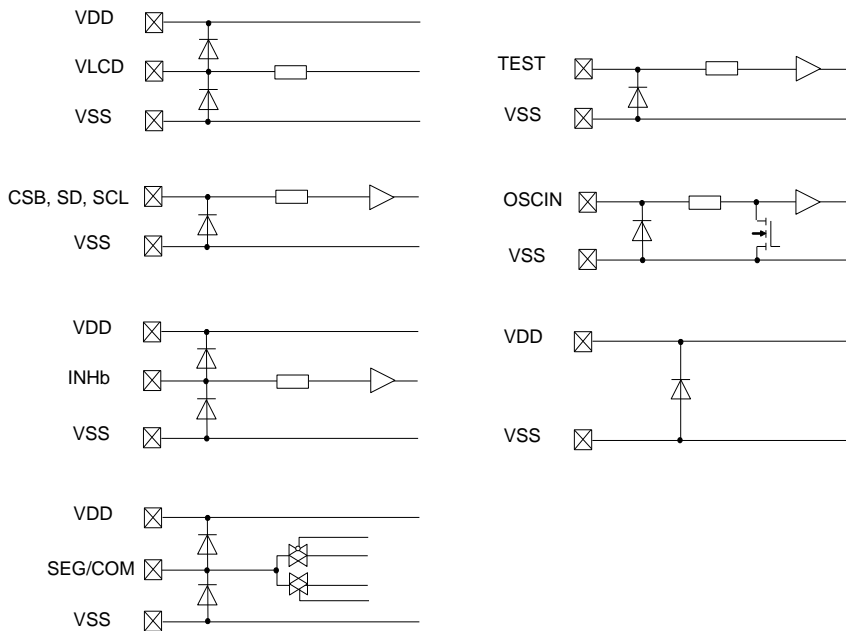 VDD
VLCD
VSS
CSB, SD, SCL
VSS
VDD
INHb
VSS
VDD
SEG/COM
VSS
TEST
VSS
OSCIN
VSS
VDD
VSS